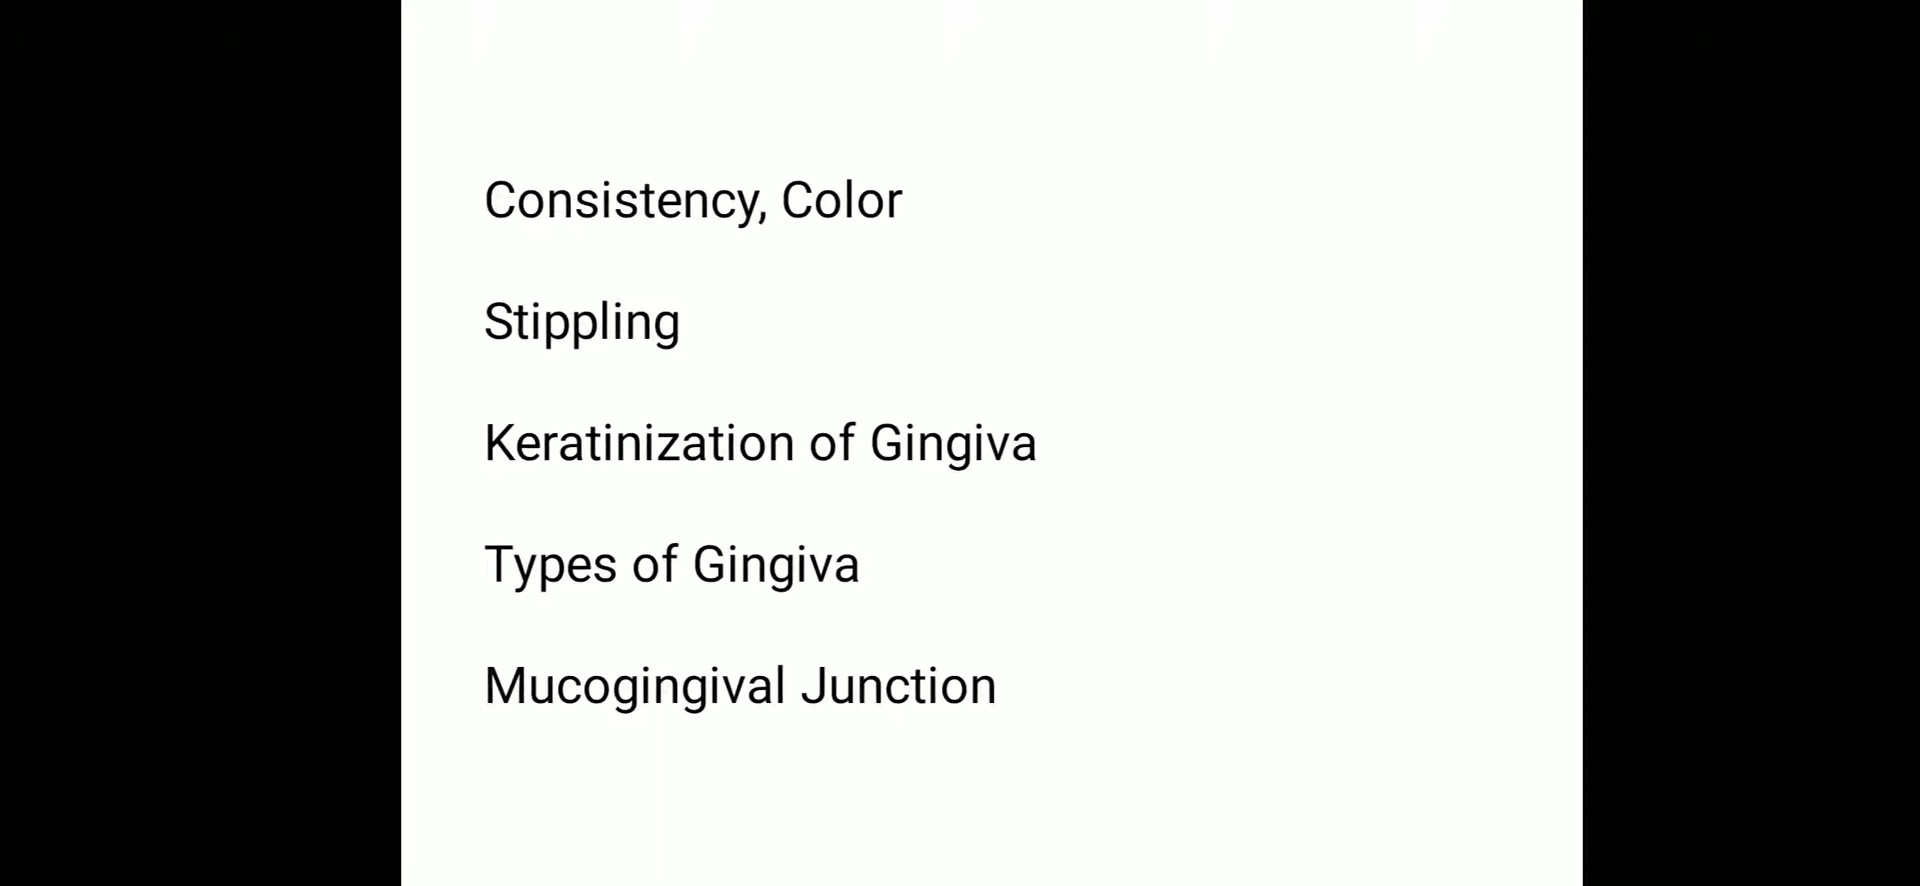 Consistency, Color
Stippling
Keratinization of Gingiva
Types of Gingiva
Mucogingival Junction